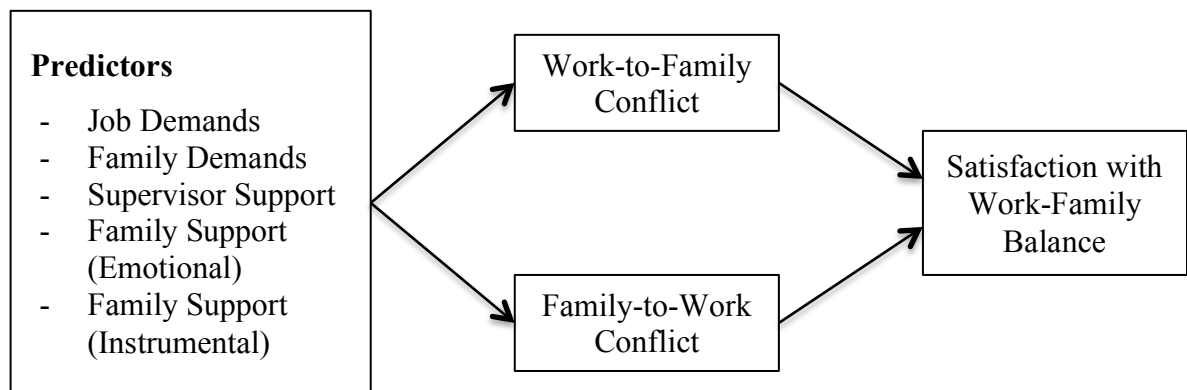 Predictors
- Job Demands
- Family Demands
- Supervisor Support
- Family Support
(Emotional)
- Family Support
(Instrumental)
Work-to-Family
Conflict
Family-to-Work
Conflict
Satisfaction with
Work-Family
Balance